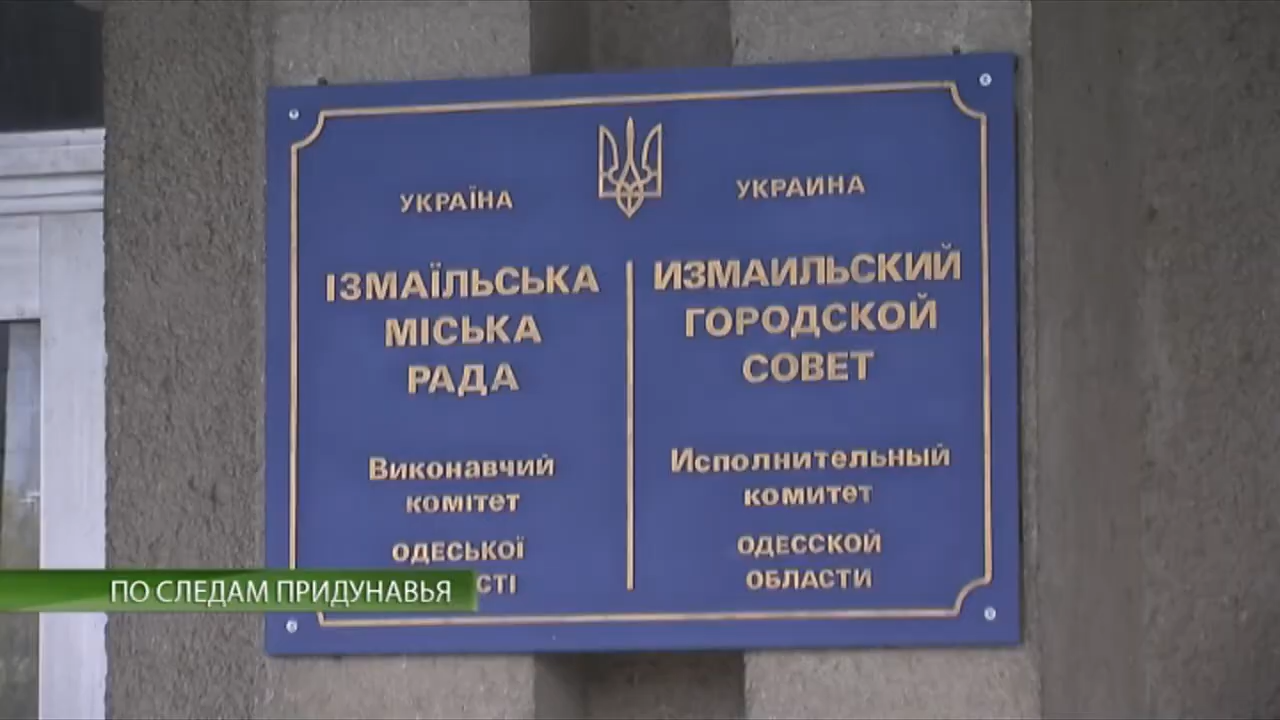 УКРАЇНА
ІЗМАЇЛЬСЬКА
МІСЬКА
РАДА
Виконавчий
комітет
ОДЕСЬКОЇ
УКРАИНА
ИЗМАИЛЬСКИЙ
ГОРОДСКОЙ
СОВЕТ
Исполнительный
комитет
ОДЕССКОЙ
ОБЛАСТИ
ПО СЛЕДАМ ПРИДУНАВЬЯ